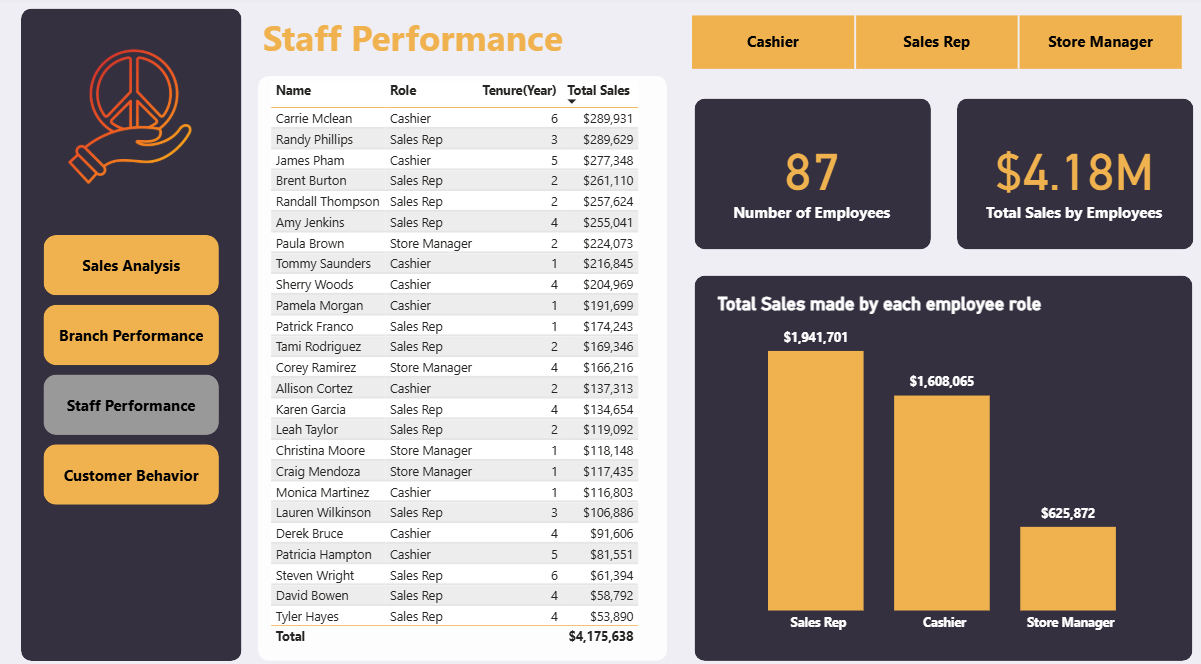 Staff Performance
Cashier
Sales Rep
Store Manager
Sales Analysis
Branch Performance
Staff Performance
Customer Behavior
Name Role Tenure(Year) Total Sales
Carrie Mclean Cashier 6 $289,931
Randy Phillips Sales Rep 3 $289,629
James Pham Cashier 5 $277,348
Brent Burton Sales Rep 2 $261,110
Randall Thompson Sales Rep 2 $257,624
Amy Jenkins Sales Rep 4 $255,041
Paula Brown Store Manager 2 $224,073
Tommy Saunders Cashier 1 $216,845
Sherry Woods Cashier 4 $204,969
Pamela Morgan Cashier 1 $191,699
Patrick Franco Sales Rep 1 $174,243
Tami Rodriguez Sales Rep 2 $169,346
Corey Ramirez Store Manager 4 $166,216
Allison Cortez Cashier 2 $137,313
Karen Garcia Sales Rep 4 $134,654
Leah Taylor Sales Rep 2 $119,092
Christina Moore Store Manager 1 $118,148
Craig Mendoza Store Manager 1 $117,435
Monica Martinez Cashier 1 $116,803
Lauren Wilkinson Sales Rep 3 $106,886
Derek Bruce Cashier 4 $91,606
Patricia Hampton Cashier 5 $81,551
Steven Wright Sales Rep 6 $61,394
David Bowen Sales Rep 4 $58,792
Tyler Hayes Sales Rep 4 $53,890
Total $4,175,638
87
Number of Employees
$4.18M
Total Sales by Employees
Total Sales made by each employee role
$1,941,701
$1,608,065
$625,872
Sales Rep
Cashier
Store Manager